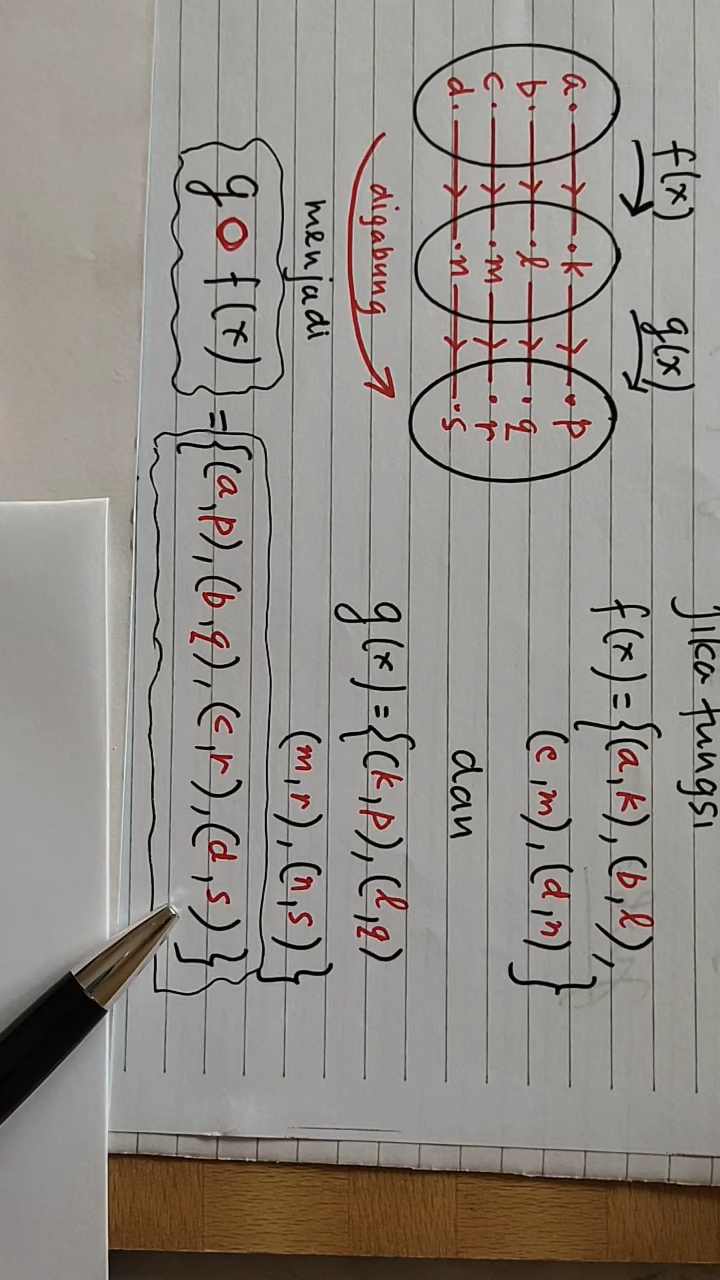 f(x) g(x)
a. .k .p
b. .l .q
c. .m .r
d. .n .s
digabung
menjadi
g o f(x) = {(a,p),(b,q),(c,r),(d,s)}
jika fungsi
f(x) = {(a,k),(b,l),
(c,m),(d,n)}
dan
g(x) = {(k,p),(l,q)
(m,r),(n,s)}